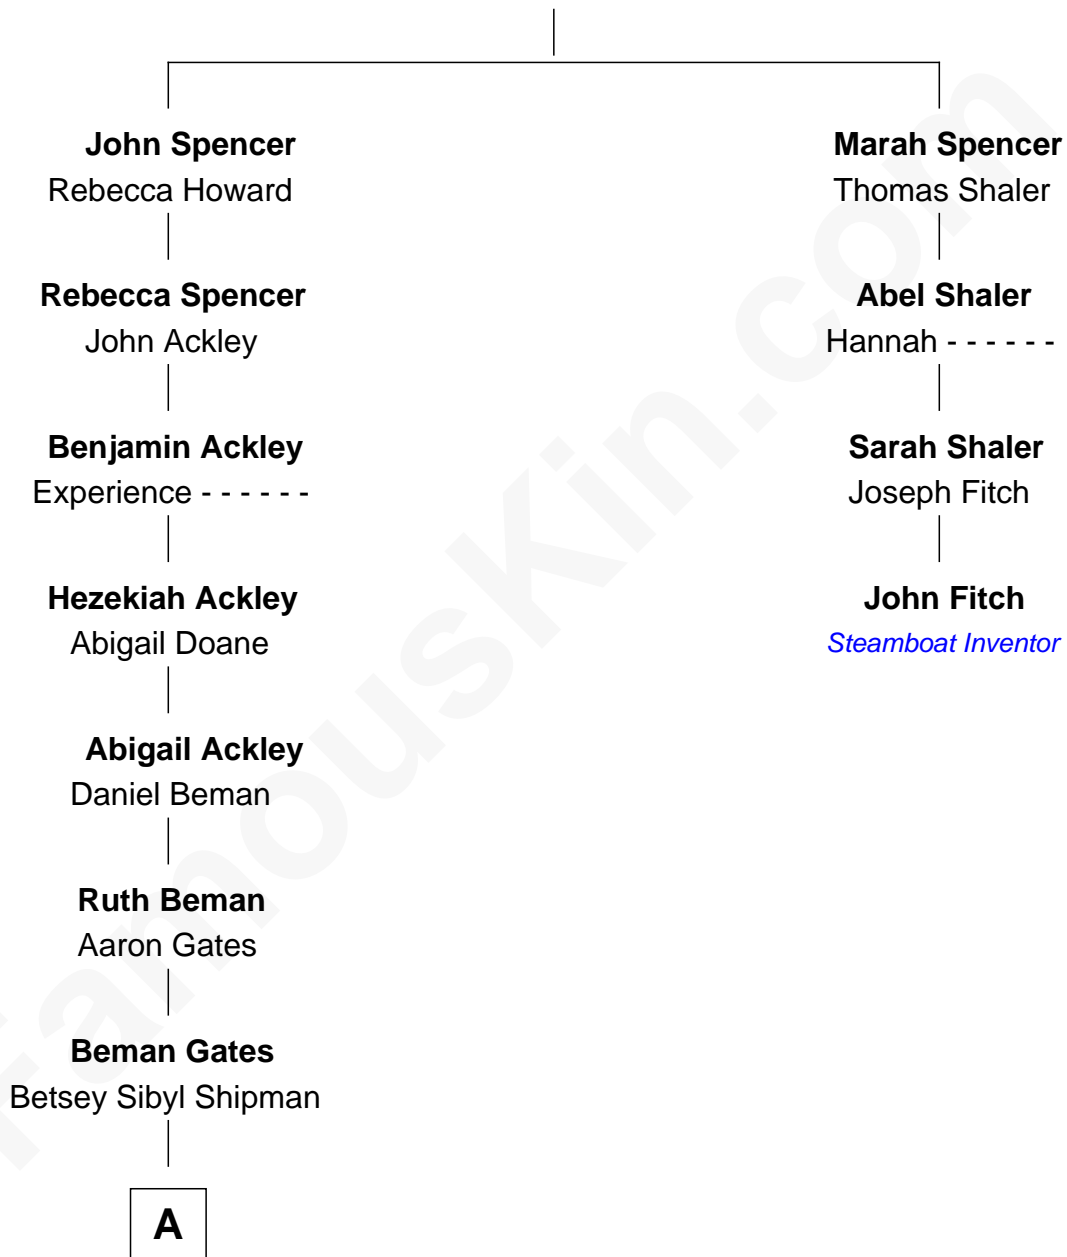 John Spencer
Rebecca Howard
Rebecca Spencer
John Ackley
Benjamin Ackley
Experience - - - - - -
Hezekiah Ackley
Abigail Doane
Abigail Ackley
Daniel Beman
Ruth Beman
Aaron Gates
Beman Gates
Betsey Sibyl Shipman
A
Marah Spencer
Thomas Shaler
Abel Shaler
Hannah - - - - - -
Sarah Shaler
Joseph Fitch
John Fitch
Steamboat Inventor
FamousKin.com